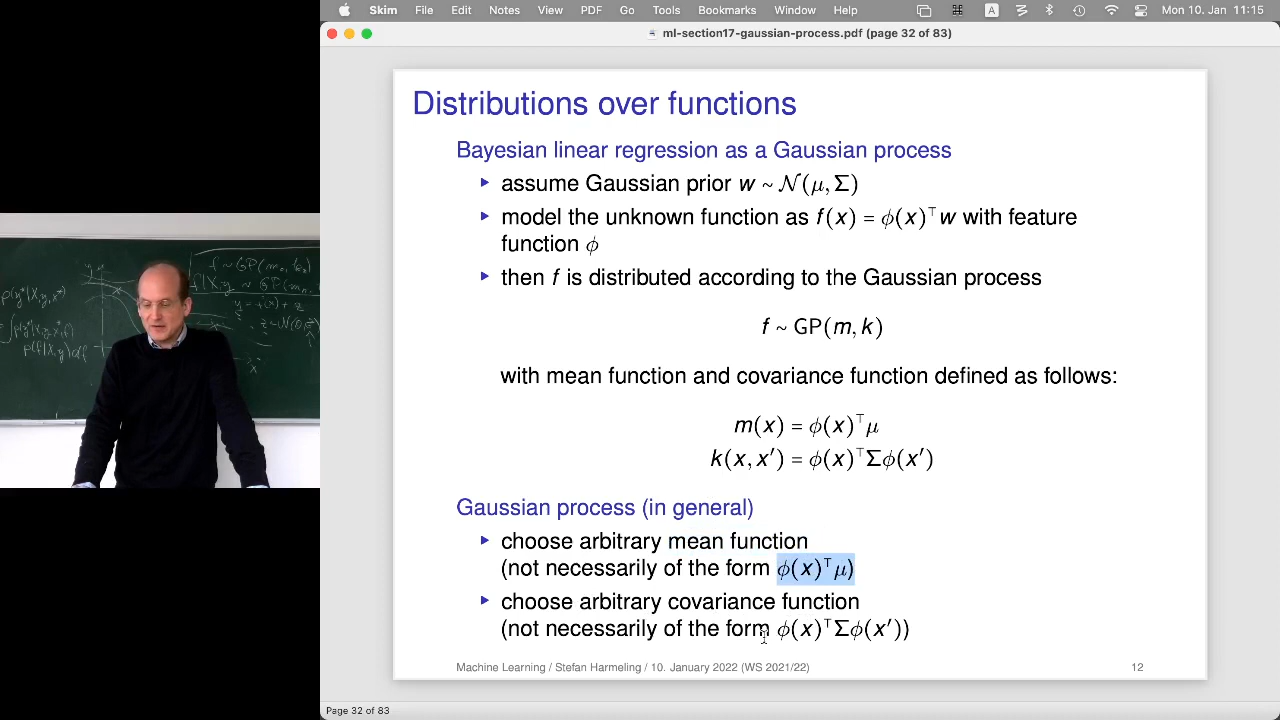 Skim File Edit Notes View PDF Go Tools Bookmarks Window Help A Mon 10. Jan 11:15
ml-section17-gaussian-process.pdf (page 32 of 83)
Distributions over functions
Bayesian linear regression as a Gaussian process
▸ assume Gaussian prior w ~ 𝒩(μ, Σ)
▸ model the unknown function as f(x) = ϕ(x)ᵀw with feature
function ϕ
▸ then f is distributed according to the Gaussian process
f ~ GP(m, k)
with mean function and covariance function defined as follows:
m(x) = ϕ(x)ᵀμ
k(x, x′) = ϕ(x)ᵀΣϕ(x′)
Gaussian process (in general)
▸ choose arbitrary mean function
(not necessarily of the form ϕ(x)ᵀμ)
▸ choose arbitrary covariance function
(not necessarily of the form ϕ(x)ᵀΣϕ(x′))
Machine Learning / Stefan Harmeling / 10. January 2022 (WS 2021/22) 12
Page 32 of 83